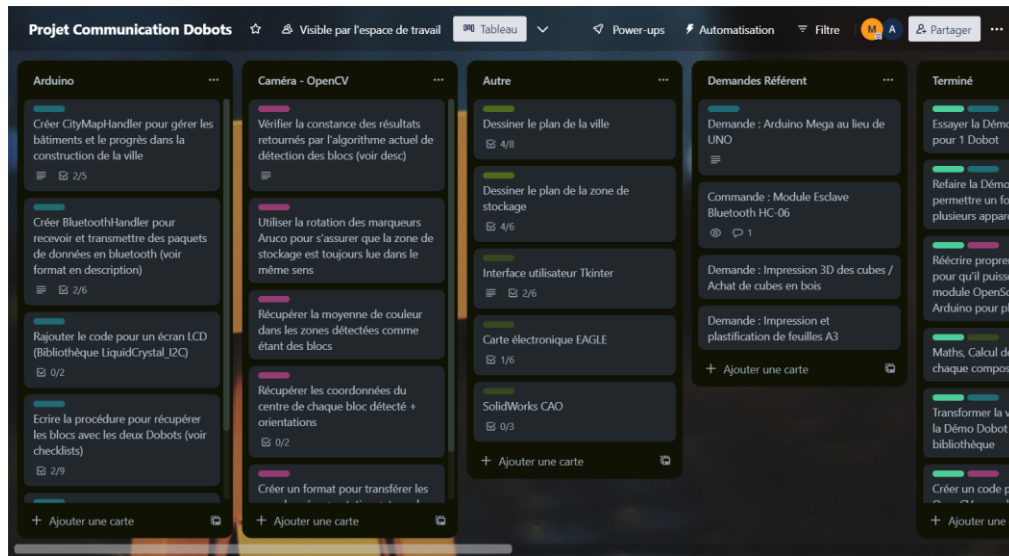 Projet Communication Dobots
Visible par l'espace de travail
Tableau
Power-ups
Automatisation
Filtre
M
A
Partager
Arduino
Créer CityMapHandler pour gérer les
bâtiments et le progrès dans la
construction de la ville
2/5
Créer BluetoothHandler pour
recevoir et transmettre des paquets
de données en bluetooth (voir
format en description)
2/6
Rajouter le code pour un écran LCD
(Bibliothèque LiquidCrystal_I2C)
0/2
Ecrire la procédure pour récupérer
les blocs avec les deux Dobots (voir
checklists)
2/9
Ajouter une carte
Caméra - OpenCV
Vérifier la constance des résultats
retournés par l'algorithme actuel de
détection des blocs (voir desc)
Utiliser la rotation des marqueurs
Aruco pour s'assurer que la zone de
stockage est toujours lue dans le
même sens
Récupérer la moyenne de couleur
dans les zones détectées comme
étant des blocs
Récupérer les coordonnées du
centre de chaque bloc détecté +
orientations
0/2
Créer un format pour transférer les
Ajouter une carte
Autre
Dessiner le plan de la ville
4/8
Dessiner le plan de la zone de
stockage
4/6
Interface utilisateur Tkinter
2/6
Carte électronique EAGLE
1/6
SolidWorks CAO
0/3
Ajouter une carte
Demandes Référent
Demande : Arduino Mega au lieu de
UNO
Commande : Module Esclave
Bluetooth HC-06
1
Demande : Impression 3D des cubes /
Achat de cubes en bois
Demande : Impression et
plastification de feuilles A3
Ajouter une carte
Terminé
Essayer la Démo
pour 1 Dobot
Refaire la Démo
permettre un fo
plusieurs appare
Réécrire proprem
pour qu'il puisse
module OpenSo
Arduino pour pl
Maths, Calcul de
chaque compos
Transformer la v
la Démo Dobot
bibliothèque
Créer un code p
Ajouter une